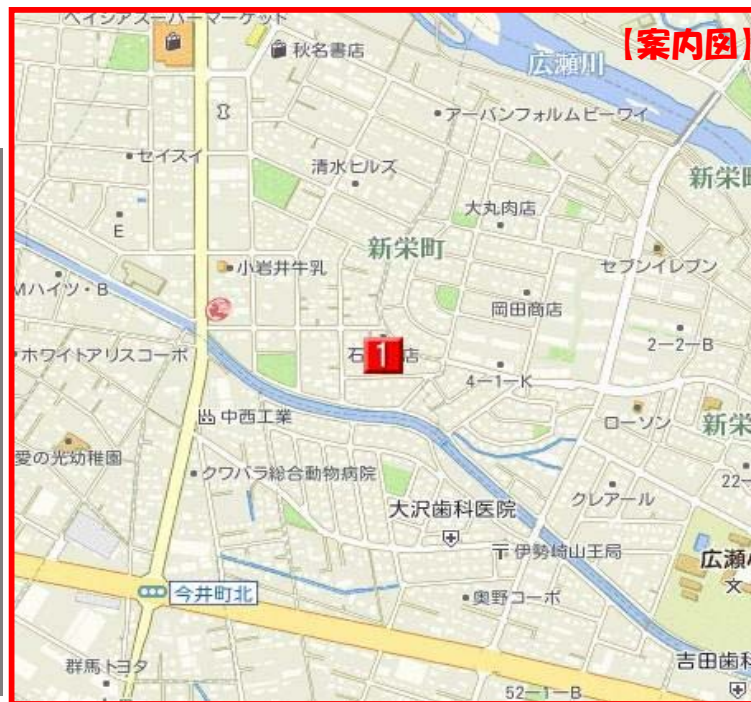 ベイシアスーパーマーケット
秋名書店
【案内図】
広瀬川
アーバンフォルムビーワイ
セイスイ
清水ヒルズ
新栄町
大丸肉店
E
新栄町
小岩井牛乳
セブンイレブン
Mハイツ・B
岡田商店
2-2-B
ホワイトアリスコーポ
石
1
店
4-1-K
中西工業
ローソン
新栄
愛の光幼稚園
クワバラ総合動物病院
22-
クレアール
大沢歯科医院
〒伊勢崎山王局
広瀬小
文
今井町北
奥野コーポ
群馬トヨタ
吉田歯科
52-1-B